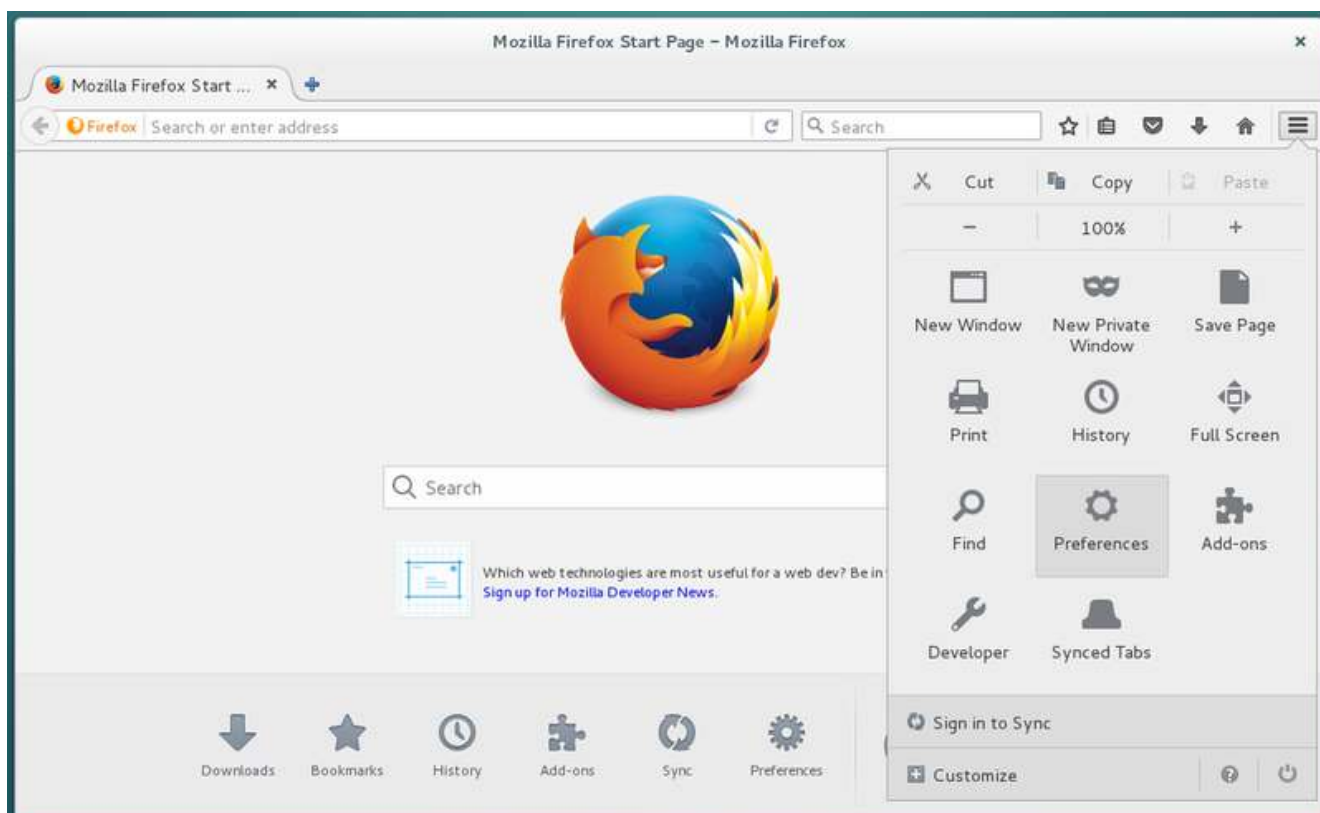 Mozilla Firefox Start Page – Mozilla Firefox
Mozilla Firefox Start ...
Firefox Search or enter address
Search
Cut Copy Paste
100%
New Window New Private Window Save Page
Print History Full Screen
Search
Find Preferences Add-ons
Which web technologies are most useful for a web dev? Be in
Sign up for Mozilla Developer News.
Developer Synced Tabs
Sign in to Sync
Downloads Bookmarks History Add-ons Sync Preferences
Customize